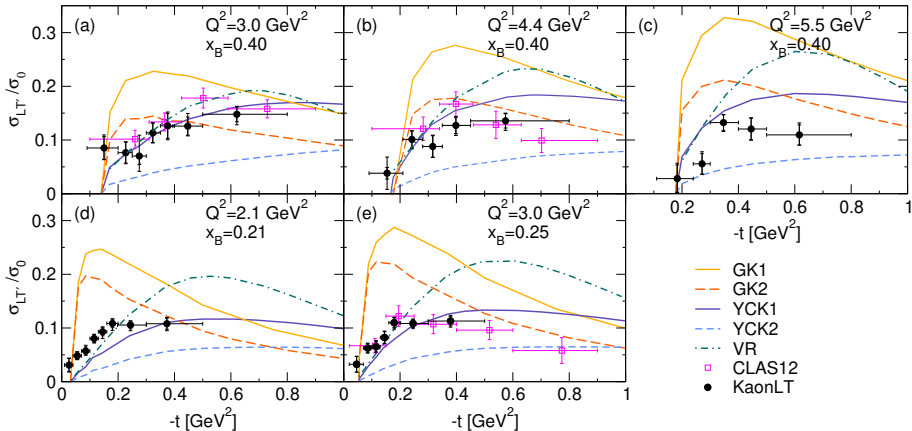 (a) Q²=3.0 GeV²
x_B=0.40
(b) Q²=4.4 GeV²
x_B=0.40
(c) Q²=5.5 GeV²
x_B=0.40
σ_LT'/σ_0
0.3
0.2
0.1
0
0.2 0.4 0.6 0.8 1
-t [GeV²]
(d) Q²=2.1 GeV²
x_B=0.21
(e) Q²=3.0 GeV²
x_B=0.25
σ_LT'/σ_0
0.3
0.2
0.1
0
0 0.2 0.4 0.6 0.8
0 0.2 0.4 0.6 0.8 1
-t [GeV²]
-t [GeV²]
GK1
GK2
YCK1
YCK2
VR
CLAS12
KaonLT